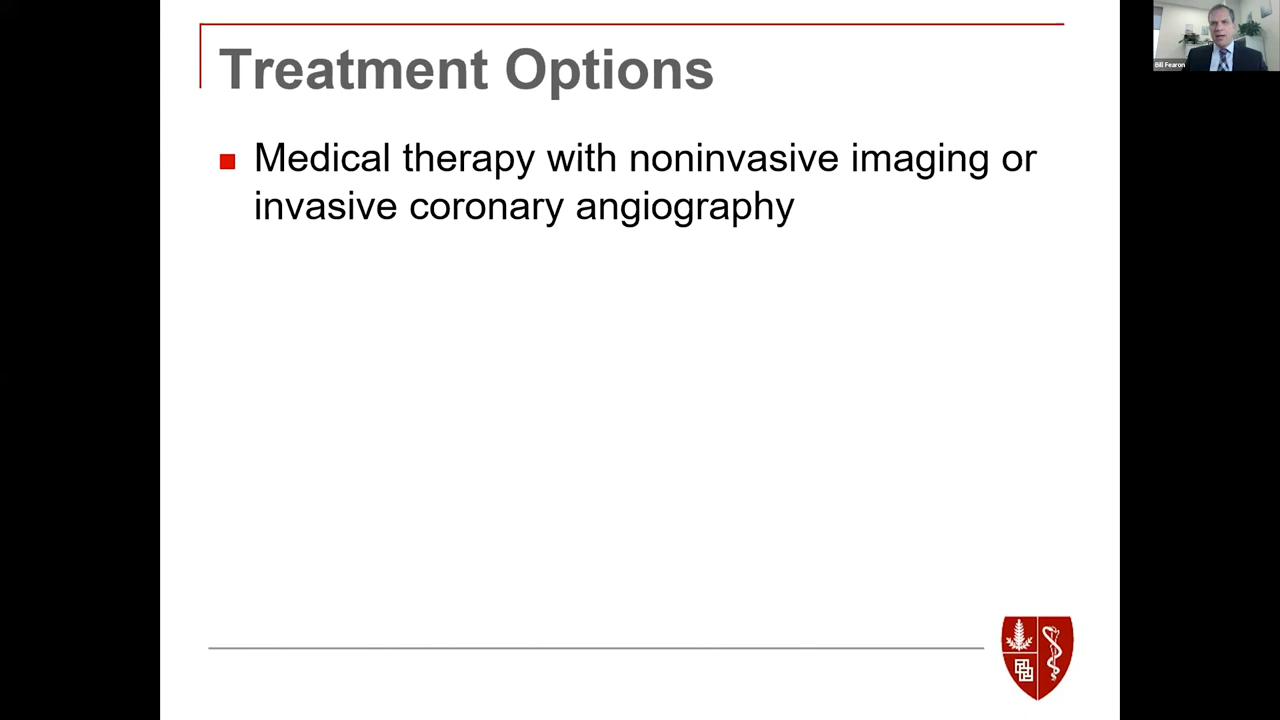 Treatment Options
Medical therapy with noninvasive imaging or
invasive coronary angiography
Bill Fearon